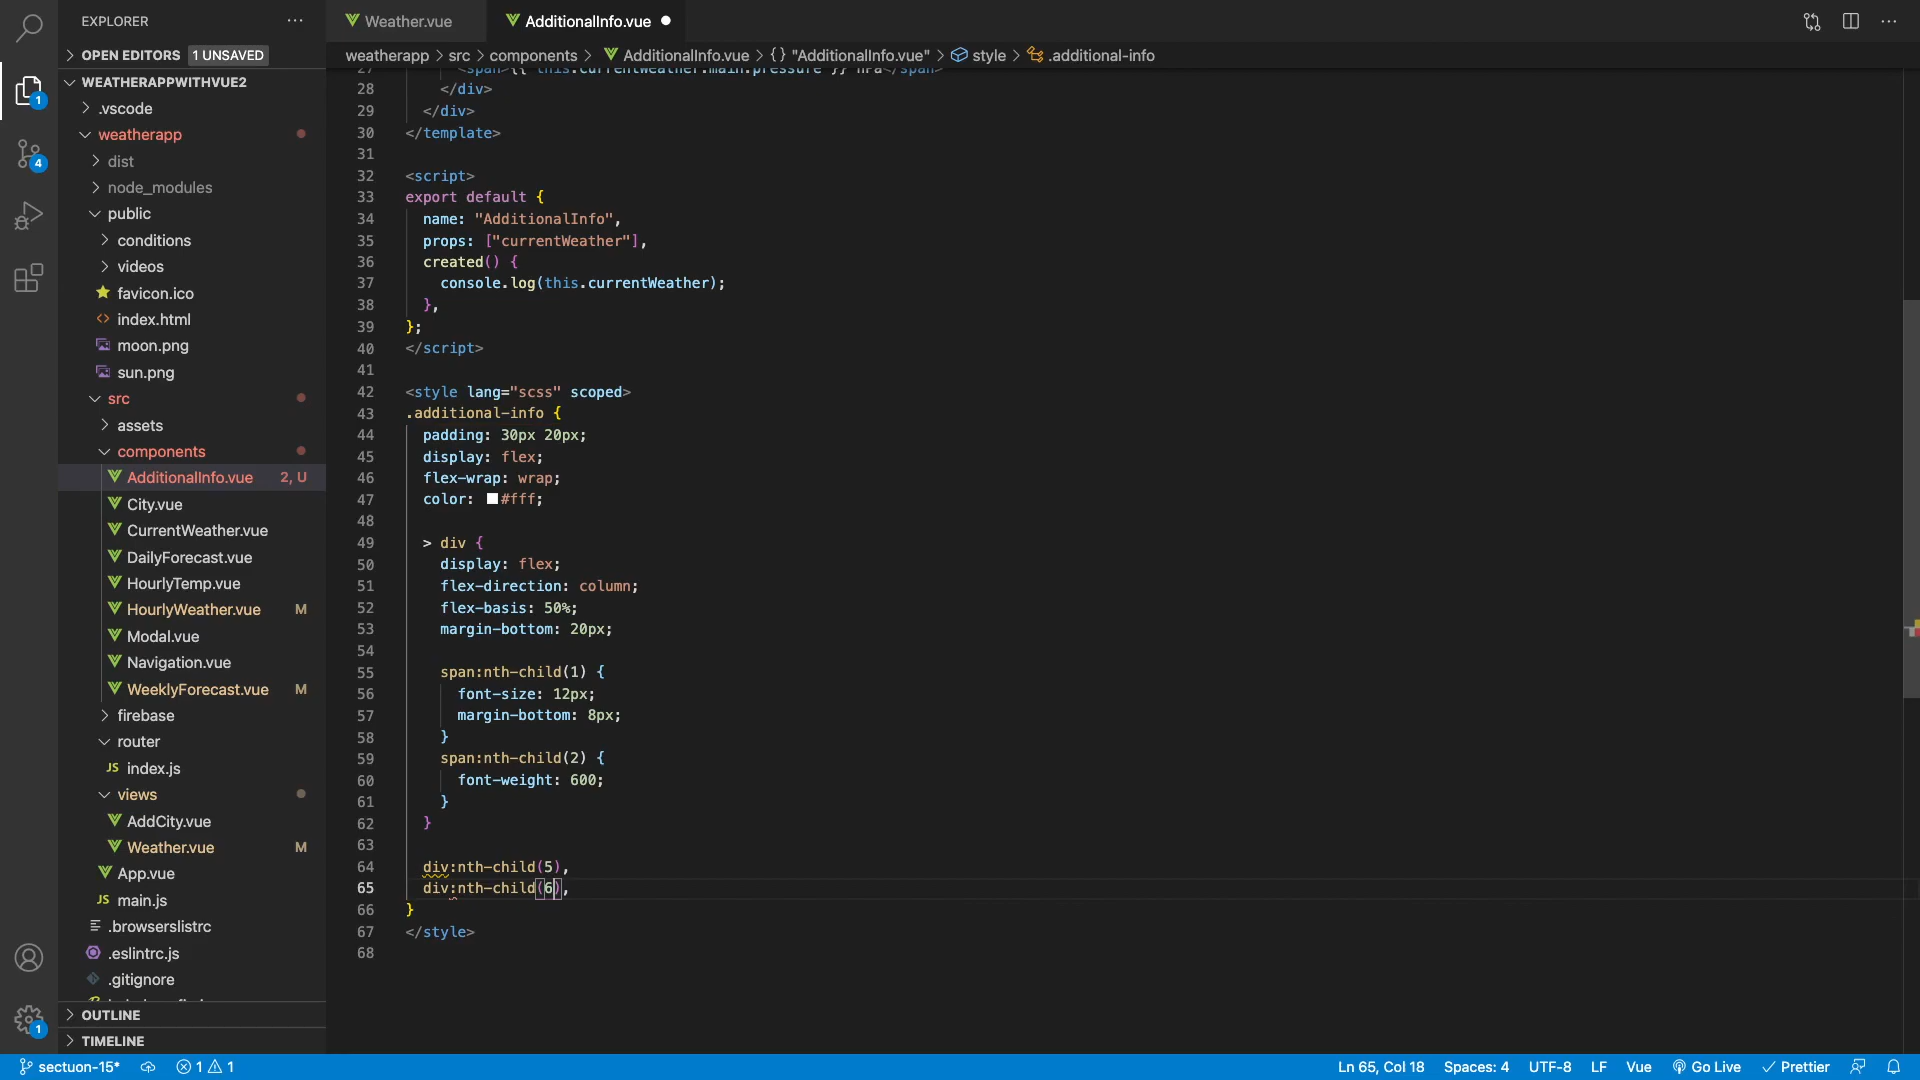 EXPLORER
OPEN EDITORS 1 UNSAVED
WEATHERAPPWITHVUE2
.vscode
weatherapp
dist
node_modules
public
conditions
videos
favicon.ico
index.html
moon.png
sun.png
src
assets
components
AdditionalInfo.vue 2, U
City.vue
CurrentWeather.vue
DailyForecast.vue
HourlyTemp.vue
HourlyWeather.vue M
Modal.vue
Navigation.vue
WeeklyForecast.vue M
firebase
router
JS index.js
views
AddCity.vue
Weather.vue M
App.vue
JS main.js
.browserslistrc
.eslintrc.js
.gitignore
OUTLINE
TIMELINE
1
4
1
Weather.vue
AdditionalInfo.vue
weatherapp > src > components > AdditionalInfo.vue > {} "AdditionalInfo.vue" > style > .additional-info
27 <span>{{ this.currentWeather.main.pressure }} hPa</span>
28 </div>
29 </div>
30 </template>
31
32 <script>
33 export default {
34 name: "AdditionalInfo",
35 props: ["currentWeather"],
36 created() {
37 console.log(this.currentWeather);
38 },
39 };
40 </script>
41
42 <style lang="scss" scoped>
43 .additional-info {
44 padding: 30px 20px;
45 display: flex;
46 flex-wrap: wrap;
47 color: #fff;
48
49 > div {
50 display: flex;
51 flex-direction: column;
52 flex-basis: 50%;
53 margin-bottom: 20px;
54
55 span:nth-child(1) {
56 font-size: 12px;
57 margin-bottom: 8px;
58 }
59 span:nth-child(2) {
60 font-weight: 600;
61 }
62 }
63
64 div:nth-child(5),
65 div:nth-child(6),
66 }
67 </style>
68
sectuon-15* 1 1 Ln 65, Col 18 Spaces: 4 UTF-8 LF Vue Go Live Prettier